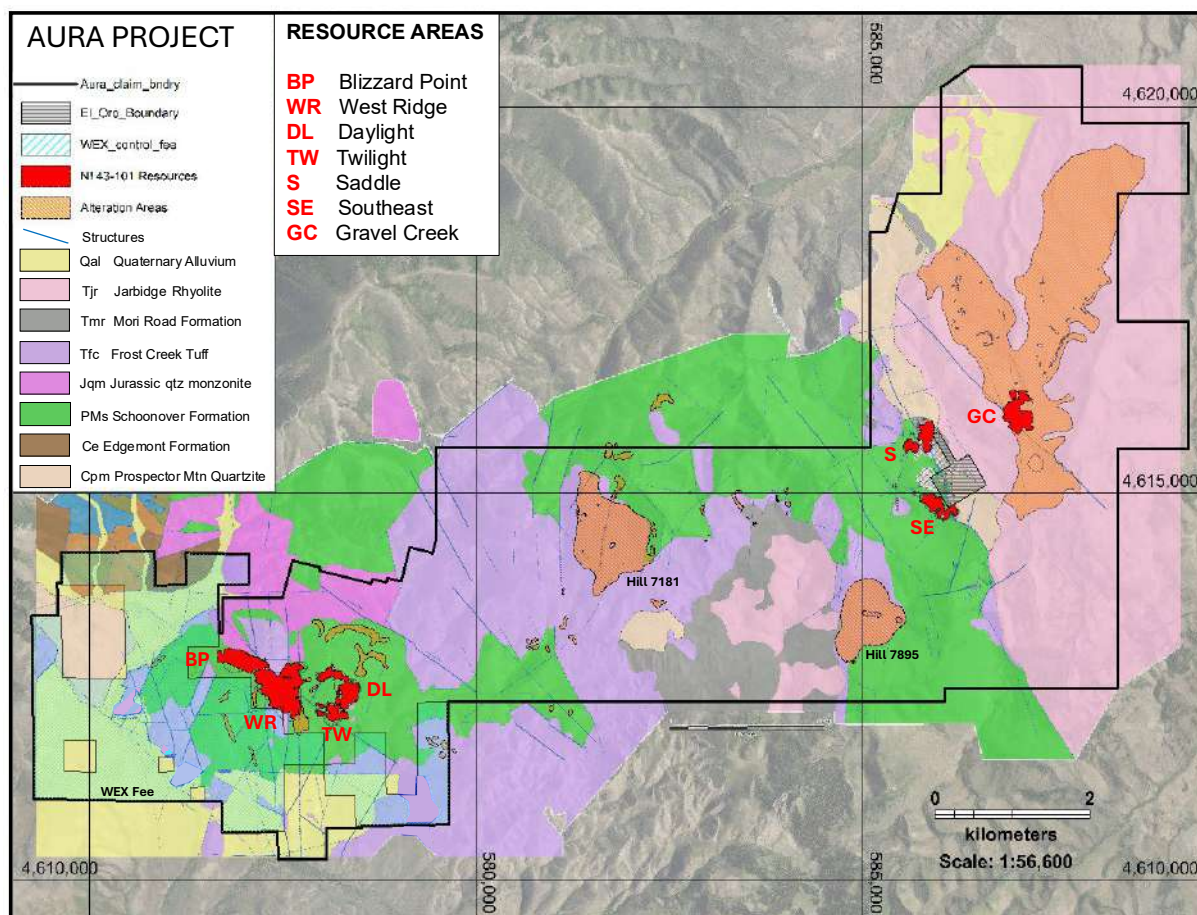 AURA PROJECT
Aura_claim_bndry
El_Oro_Boundary
WEX_control_fee
NI 43-101 Resources
Alteration Areas
Structures
Qal Quaternary Alluvium
Tjr Jarbidge Rhyolite
Tmr Mori Road Formation
Tfc Frost Creek Tuff
Jqm Jurassic qtz monzonite
PMs Schoonover Formation
Ce Edgemont Formation
Cpm Prospector Mtn Quartzite
RESOURCE AREAS
BP Blizzard Point
WR West Ridge
DL Daylight
TW Twilight
S Saddle
SE Southeast
GC Gravel Creek
585,000
4,620,000
GC
S
4,615,000
SE
Hill 7181
Hill 7895
BP
DL
WR
TW
WEX Fee
0 2
kilometers
Scale: 1:56,600
4,610,000
580,000
585,000
4,610,000